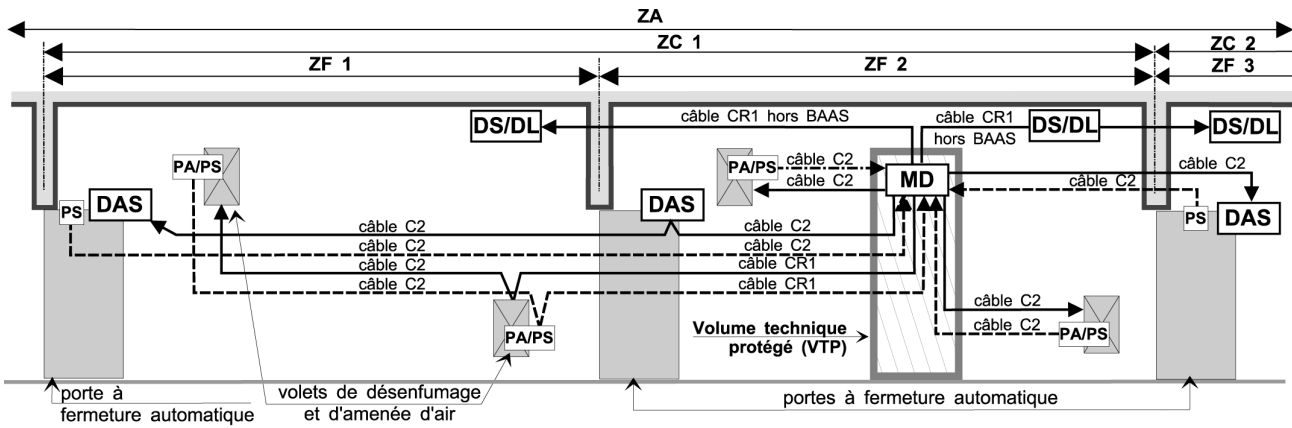 ZA
ZC 1
ZC 2
ZF 1
ZF 2
ZF 3
DS/DL
câble CR1 hors BAAS
câble CR1
hors BAAS
DS/DL
DS/DL
PA/PS
PA/PS
câble C2
câble C2
MD
câble C2
câble C2
PS
DAS
DAS
PS
DAS
câble C2
câble C2
câble C2
câble C2
câble C2
câble CR1
câble C2
câble CR1
câble C2
câble C2
PA/PS
PA/PS
Volume technique
protégé (VTP)
porte à
fermeture automatique
volets de désenfumage
et d'amenée d'air
portes à fermeture automatique